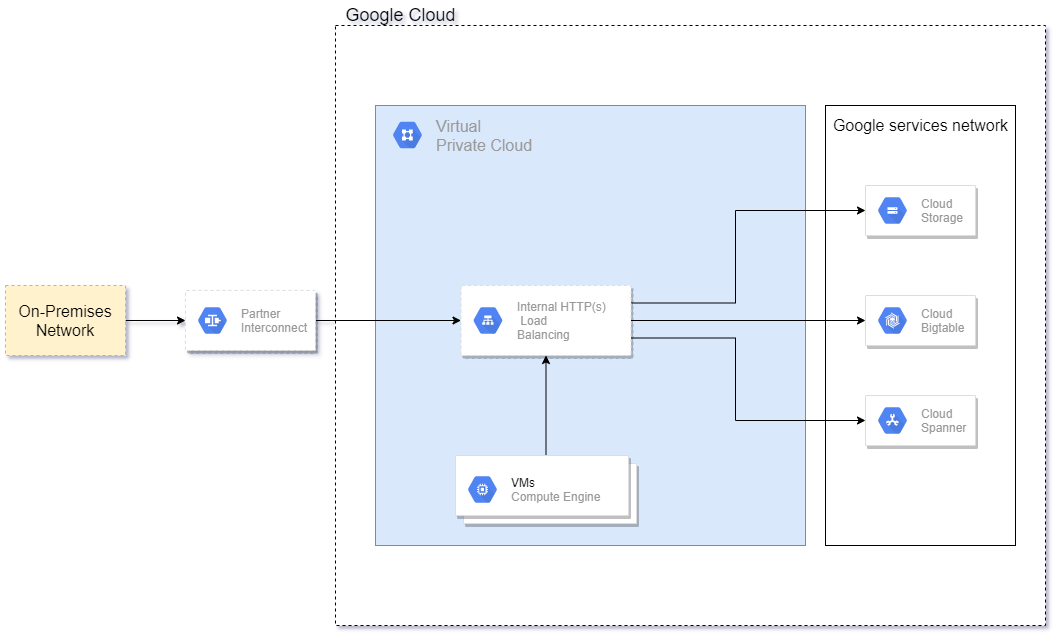 Google Cloud
Virtual
Private Cloud
Google services network
Cloud
Storage
On-Premises
Network
Partner
Interconnect
Internal HTTP(s)
Load
Balancing
Cloud
Bigtable
Cloud
Spanner
VMs
Compute Engine